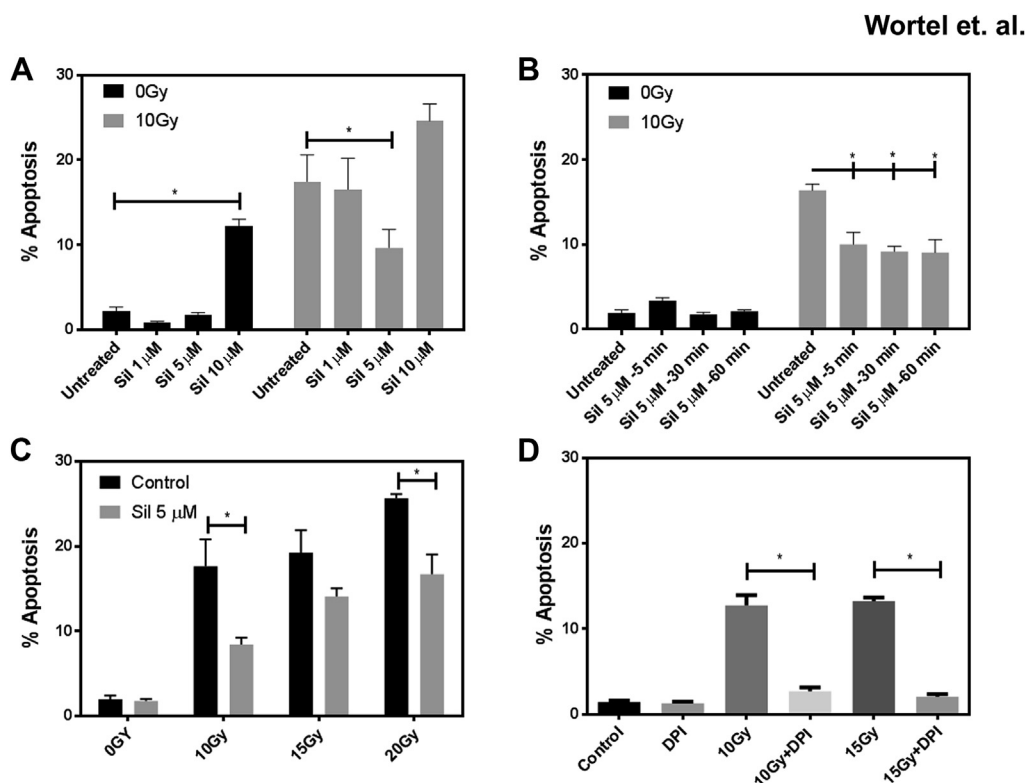 Wortel et. al.
A
30
20
10
0
% Apoptosis
0Gy
10Gy
*
*
Untreated
Sil 1 μM
Sil 5 μM
Sil 10 μM
Untreated
Sil 1 μM
Sil 5 μM
Sil 10 μM
B
30
20
10
0
% Apoptosis
0Gy
10Gy
*
*
*
Untreated
Sil 5 μM -5 min
Sil 5 μM -30 min
Sil 5 μM -60 min
Untreated
Sil 5 μM -5 min
Sil 5 μM -30 min
Sil 5 μM -60 min
C
30
20
10
0
% Apoptosis
Control
Sil 5 μM
*
*
0GY
10Gy
15Gy
20Gy
D
30
20
10
0
% Apoptosis
*
*
Control
DPI
10Gy
10Gy+DPI
15Gy
15Gy+DPI